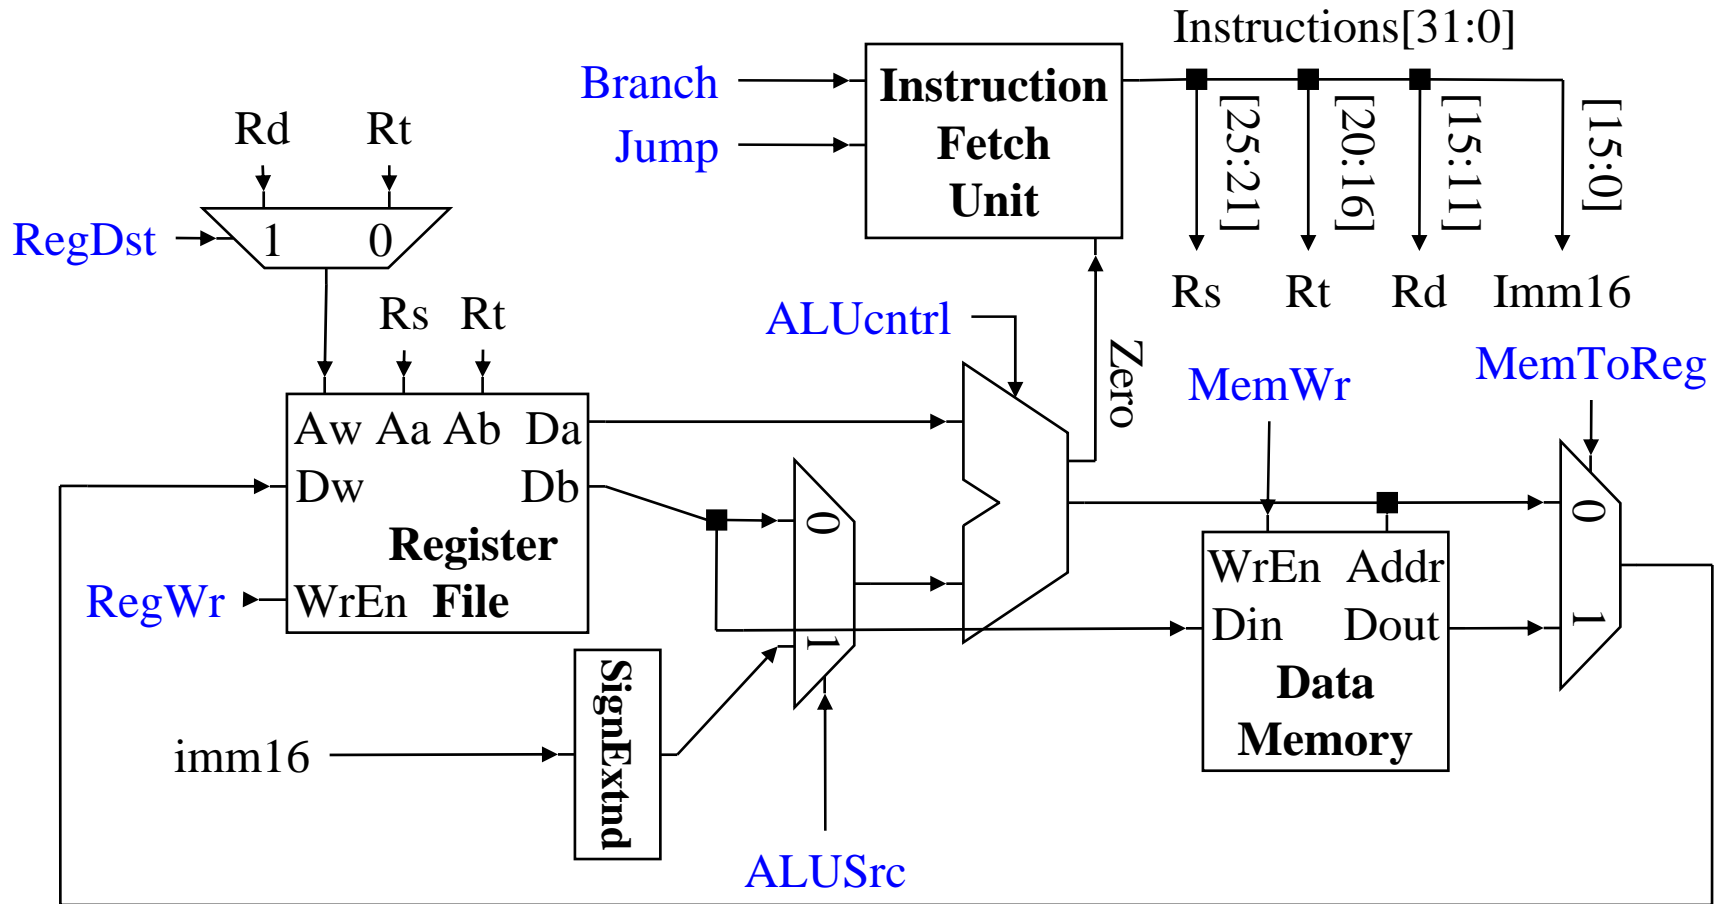 Instructions[31:0]
Branch
Jump
Instruction
Fetch
Unit
[25:21]
[20:16]
[15:11]
[15:0]
Rs
Rt
Rd
Imm16
Rd
Rt
RegDst
1
0
Rs
Rt
ALUcntrl
Zero
MemWr
MemToReg
Aw Aa Ab Da
Dw
Db
Register
File
RegWr
WrEn
0
1
0
1
WrEn
Addr
Din
Dout
Data
Memory
SignExtnd
imm16
ALUSrc